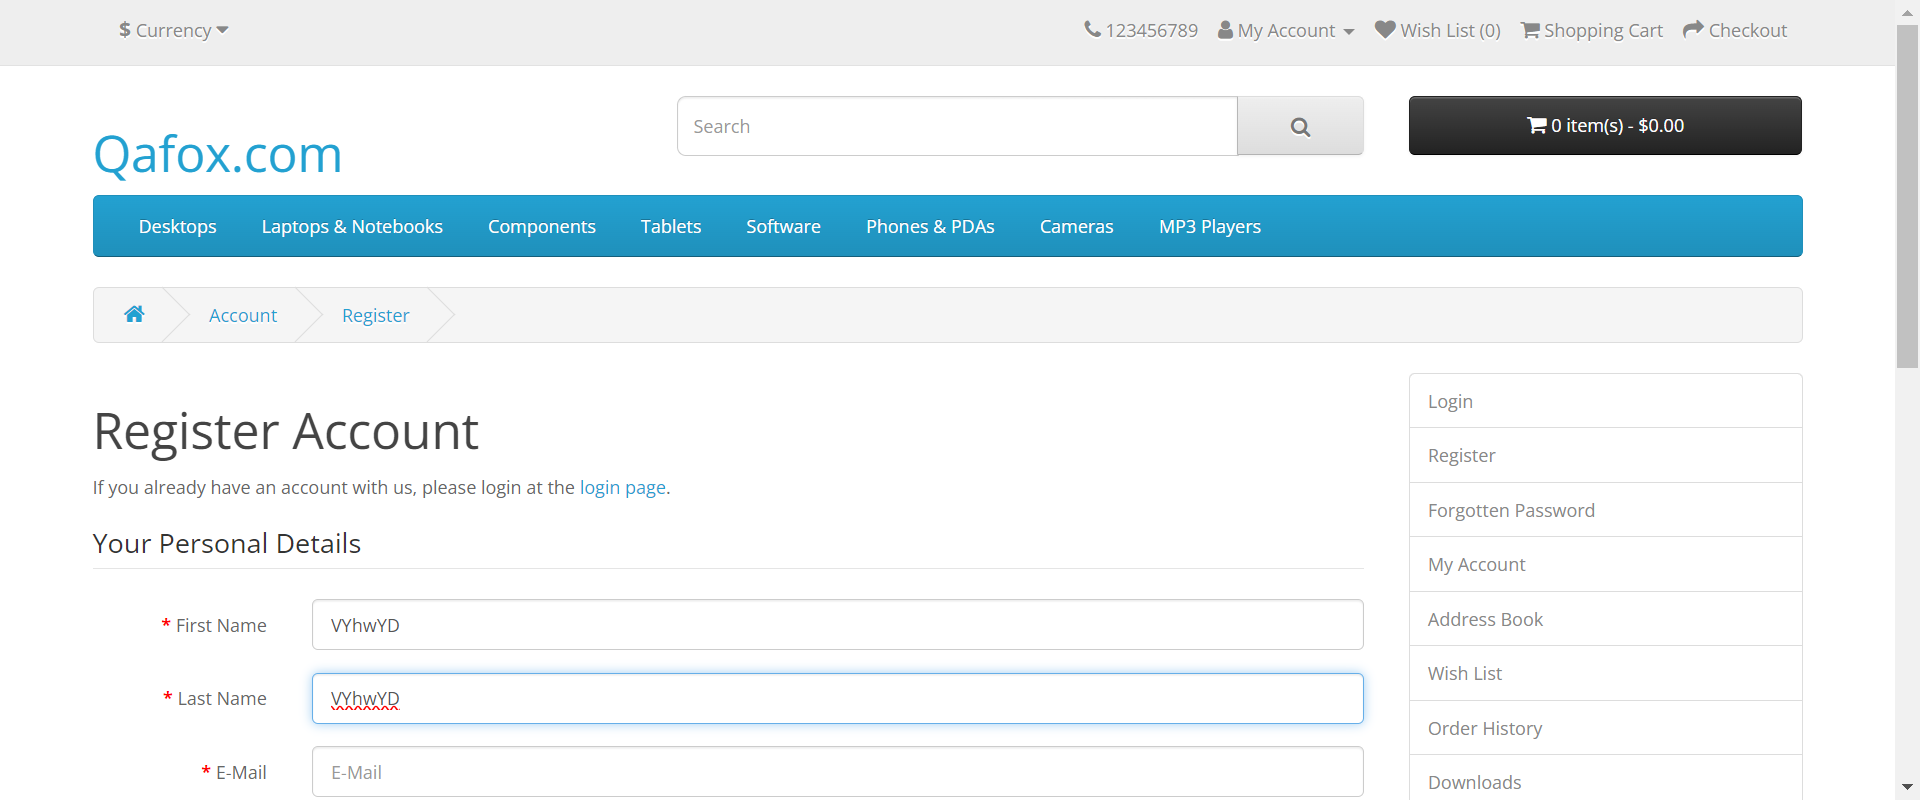 $ Currency
123456789 My Account Wish List (0) Shopping Cart Checkout
Qafox.com
Search
0 item(s) - $0.00
Desktops Laptops & Notebooks Components Tablets Software Phones & PDAs Cameras MP3 Players
Account Register
Register Account
If you already have an account with us, please login at the login page.
Your Personal Details
* First Name VYhwYD
* Last Name VYhwYD
* E-Mail E-Mail
Login
Register
Forgotten Password
My Account
Address Book
Wish List
Order History
Downloads